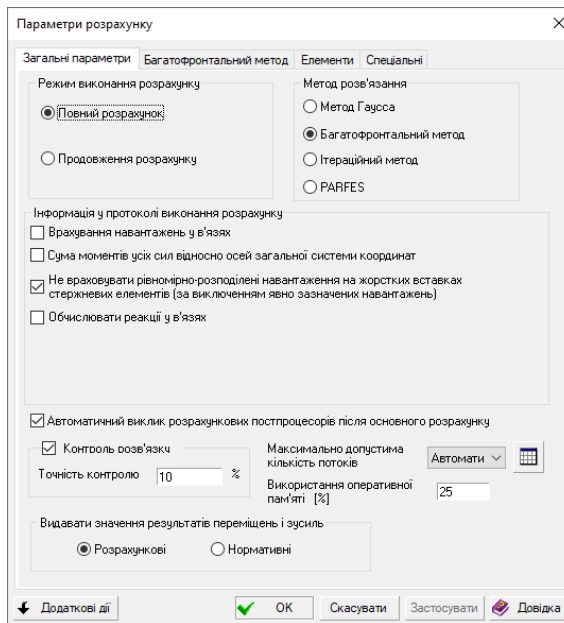 Параметри розрахунку
Загальні параметри Багатофронтальний метод Елементи Спеціальні
Режим виконання розрахунку
Повний розрахунок
Продовження розрахунку
Метод розв'язання
Метод Гаусса
Багатофронтальний метод
Ітераційний метод
PARFES
Інформація у протоколі виконання розрахунку
Врахування навантажень у в'язях
Сума моментів усіх сил відносно осей загальної системи координат
Не враховувати рівномірно-розподілені навантаження на жорстких вставках
стержневих елементів (за виключенням явно зазначених навантажень)
Обчислювати реакції у в'язях
Автоматичний виклик розрахункових постпроцесорів після основного розрахунку
Контроль розв'язку
Точність контролю 10 %
Максимально допустима
кількість потоків
Автомати
Використання оперативної
пам'яті [%]
25
Видавати значення результатів переміщень і зусиль
Розрахункові Нормативні
Додаткові дії OK Скасувати Застосувати Довідка